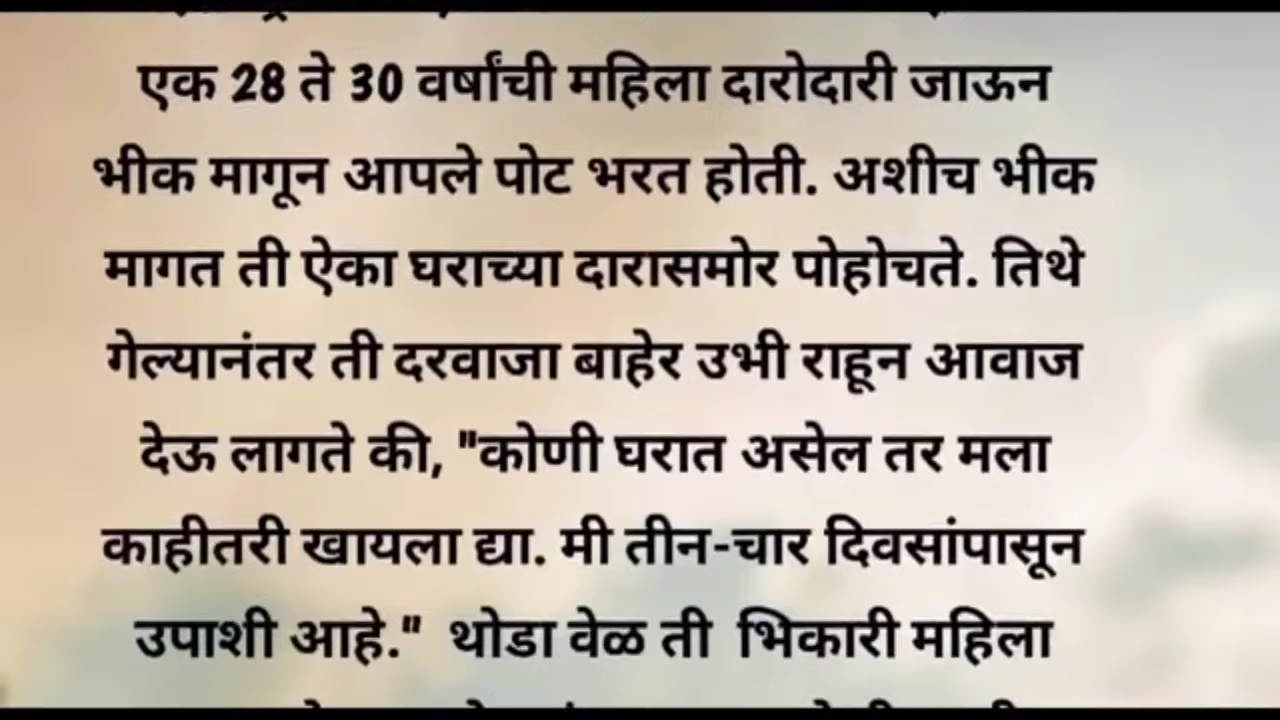 एक 28 ते 30 वर्षांची महिला दारोदारी जाऊन
भीक मागून आपले पोट भरत होती. अशीच भीक
मागत ती ऐका घराच्या दारासमोर पोहोचते. तिथे
गेल्यानंतर ती दरवाजा बाहेर उभी राहून आवाज
देऊ लागते की, "कोणी घरात असेल तर मला
काहीतरी खायला द्या. मी तीन-चार दिवसांपासून
उपाशी आहे." थोडा वेळ ती भिकारी महिला